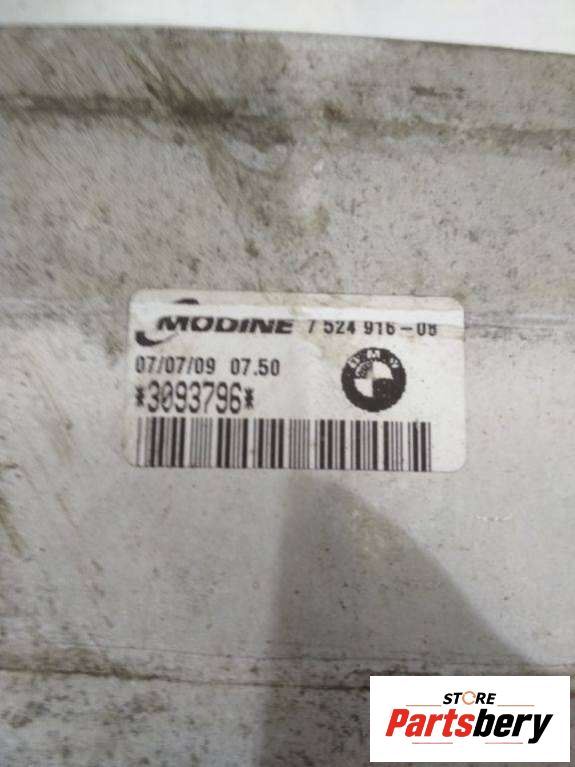 MODINE 7 524 916-08
07/07/09 07.50
BMW
*3093796*
STORE
Partsbery